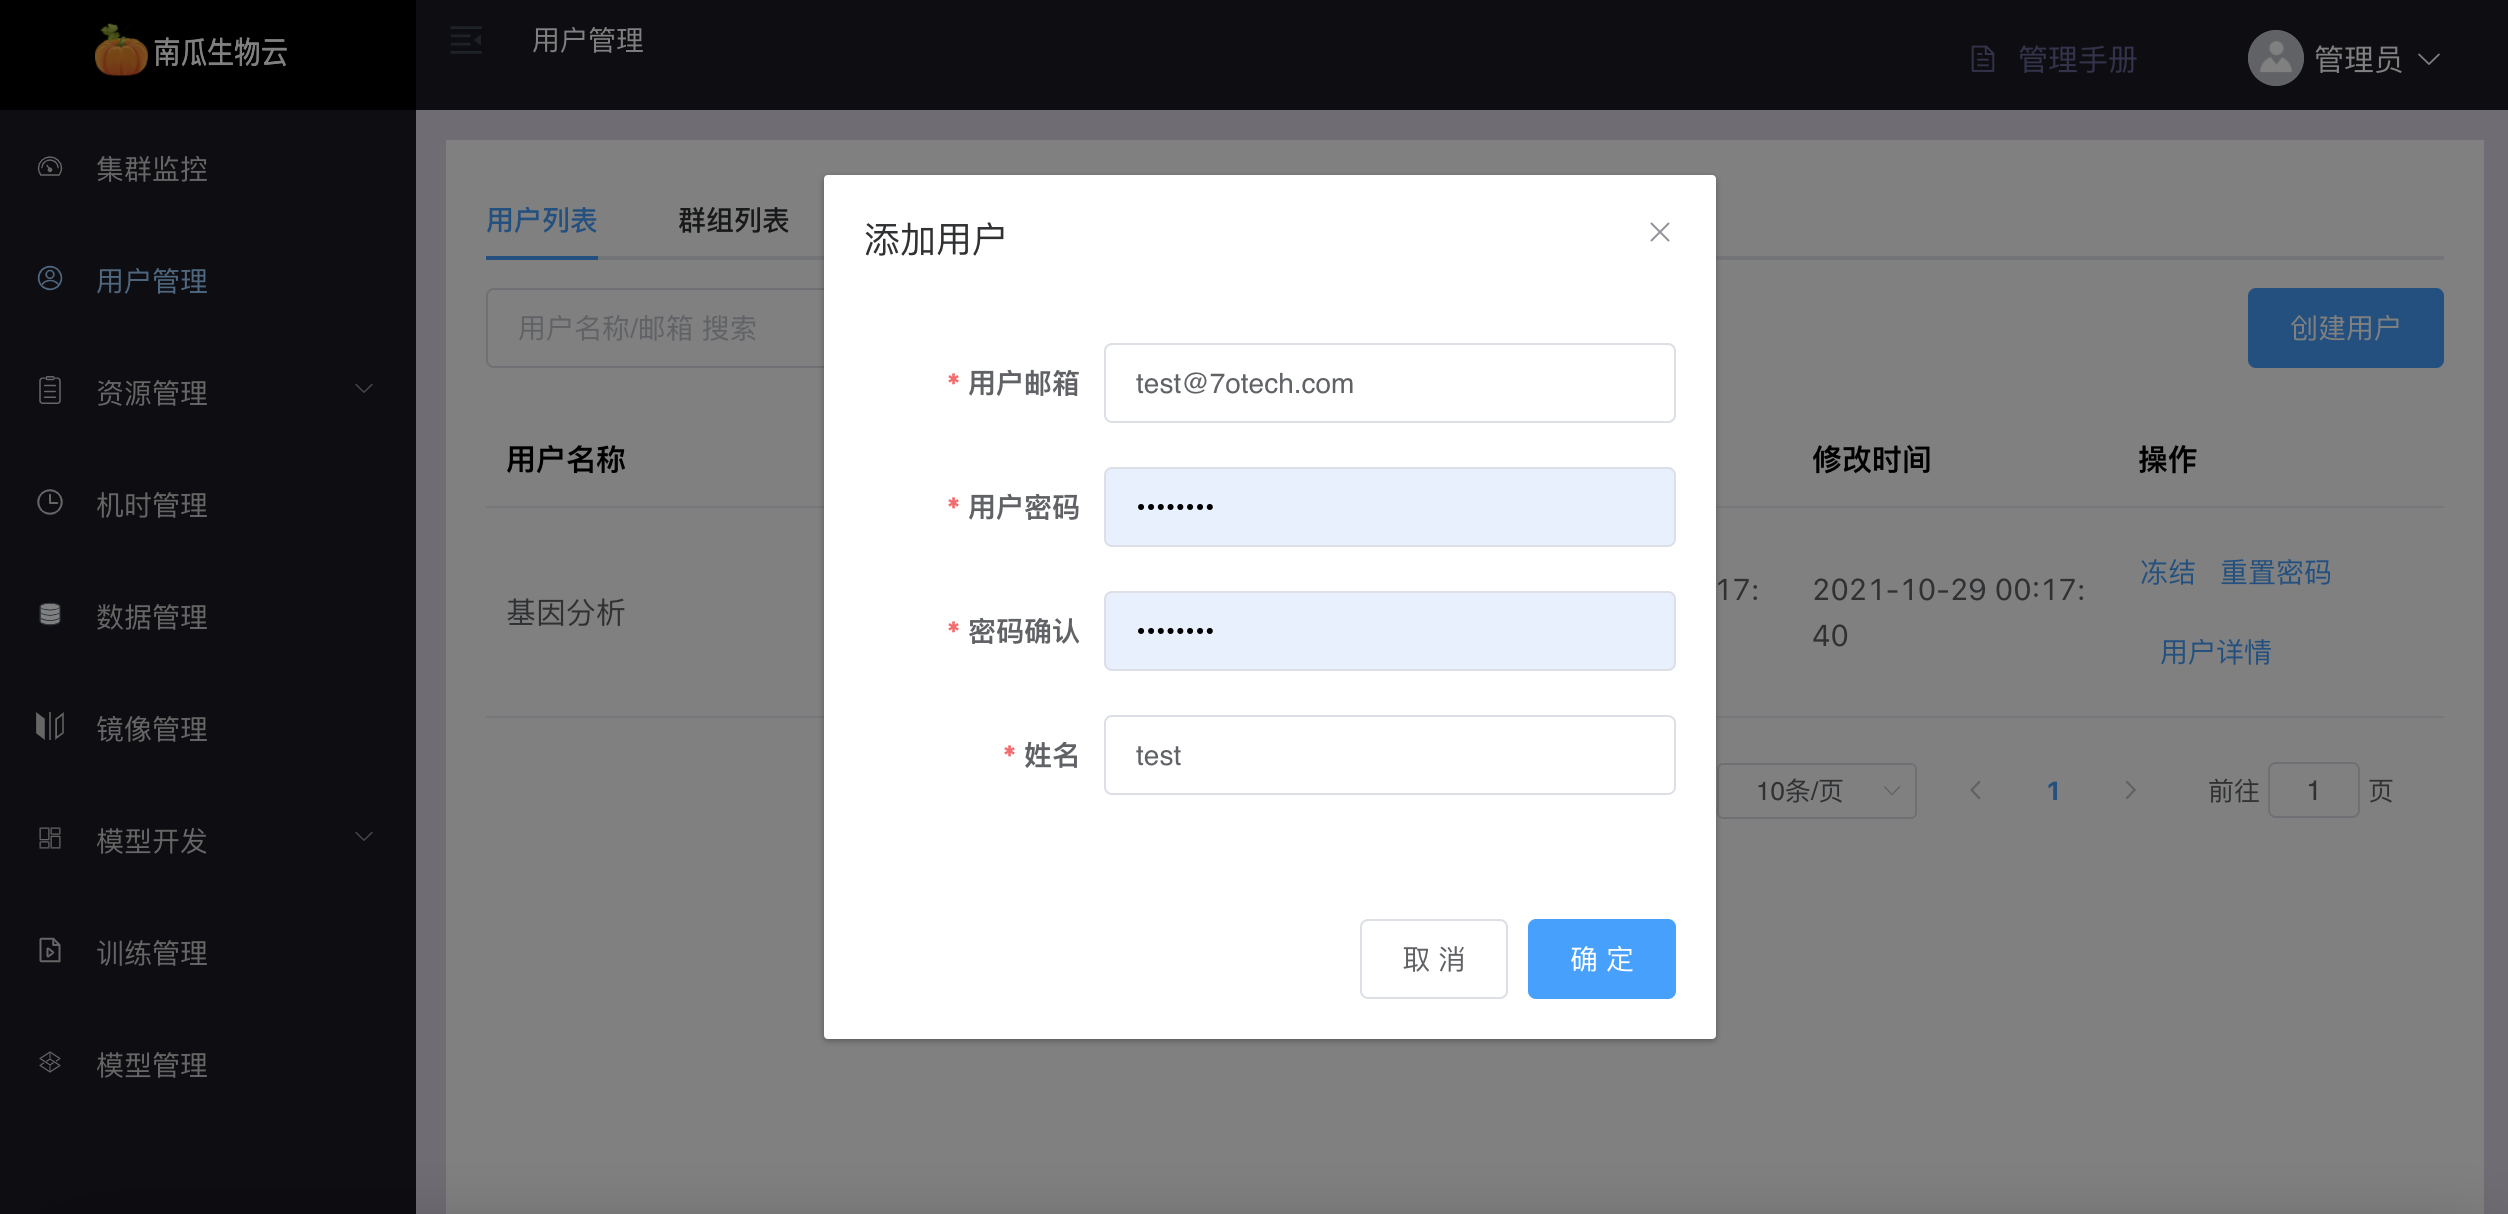 南瓜生物云
用户管理
管理手册
管理员
集群监控
用户管理
资源管理
机时管理
数据管理
镜像管理
模型开发
训练管理
模型管理
用户列表
群组列表
用户名称/邮箱 搜索
创建用户
用户名称
修改时间
操作
基因分析
17:
2021-10-29 00:17:
40
冻结
重置密码
用户详情
10条/页
1
前往
1
页
添加用户
* 用户邮箱
test@7otech.com
* 用户密码
••••••••
* 密码确认
••••••••
* 姓名
test
取 消
确 定